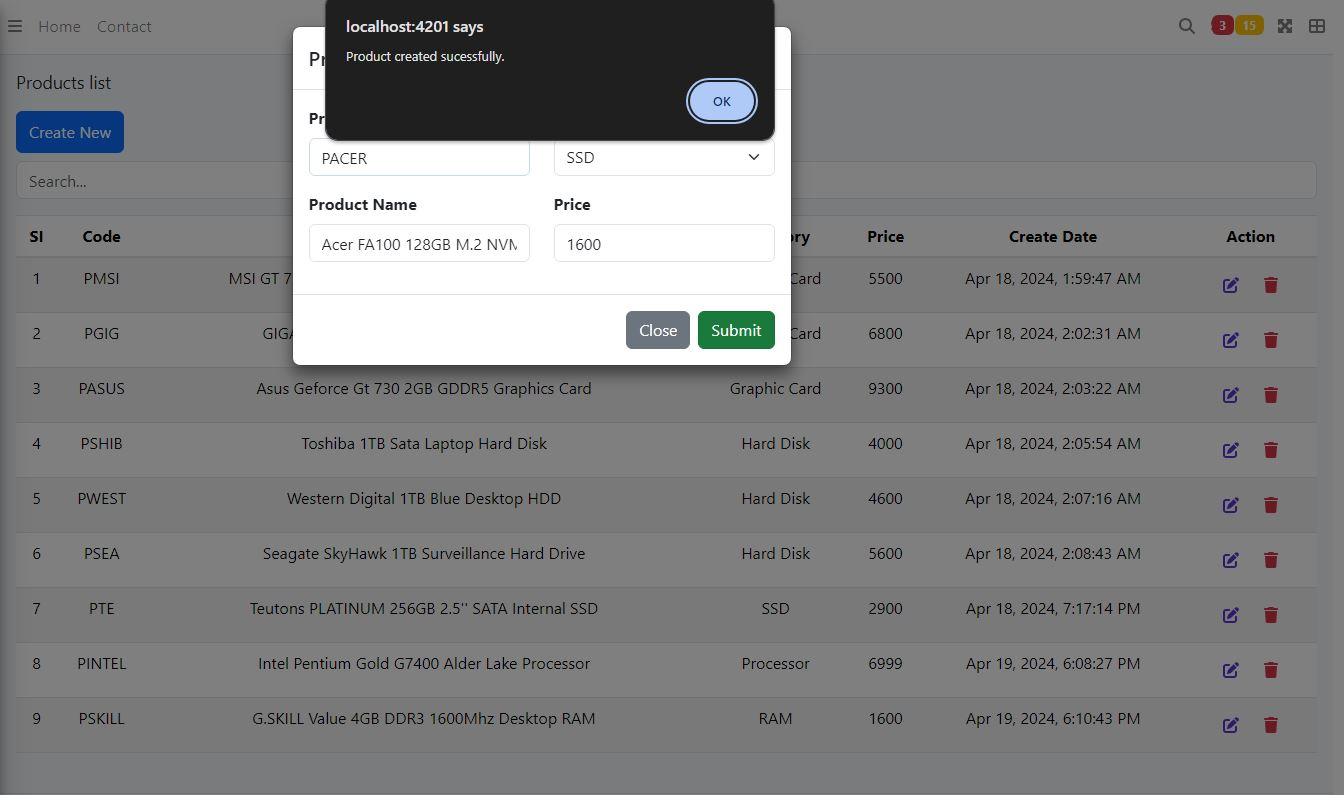 Home Contact
3 15
localhost:4201 says
Product created sucessfully.
OK
Products list
Create New
Search...
PACER
SSD
Product Name
Price
Acer FA100 128GB M.2
1600
Close
Submit
SI Code Price Create Date Action
1 PMSI MSI GT Card 5500 Apr 18, 2024, 1:59:47 AM
2 PGIG Card 6800 Apr 18, 2024, 2:02:31 AM
3 PASUS Asus Geforce Gt 730 2GB GDDR5 Graphics Card Graphic Card 9300 Apr 18, 2024, 2:03:22 AM
4 PSHIB Toshiba 1TB Sata Laptop Hard Disk Hard Disk 4000 Apr 18, 2024, 2:05:54 AM
5 PWEST Western Digital 1TB Blue Desktop HDD Hard Disk 4600 Apr 18, 2024, 2:07:16 AM
6 PSEA Seagate SkyHawk 1TB Surveillance Hard Drive Hard Disk 5600 Apr 18, 2024, 2:08:43 AM
7 PTE Teutons PLATINUM 256GB 2.5'' SATA Internal SSD SSD 2900 Apr 18, 2024, 7:17:14 PM
8 PINTEL Intel Pentium Gold G7400 Alder Lake Processor Processor 6999 Apr 19, 2024, 6:08:27 PM
9 PSKILL G.SKILL Value 4GB DDR3 1600Mhz Desktop RAM RAM 1600 Apr 19, 2024, 6:10:43 PM